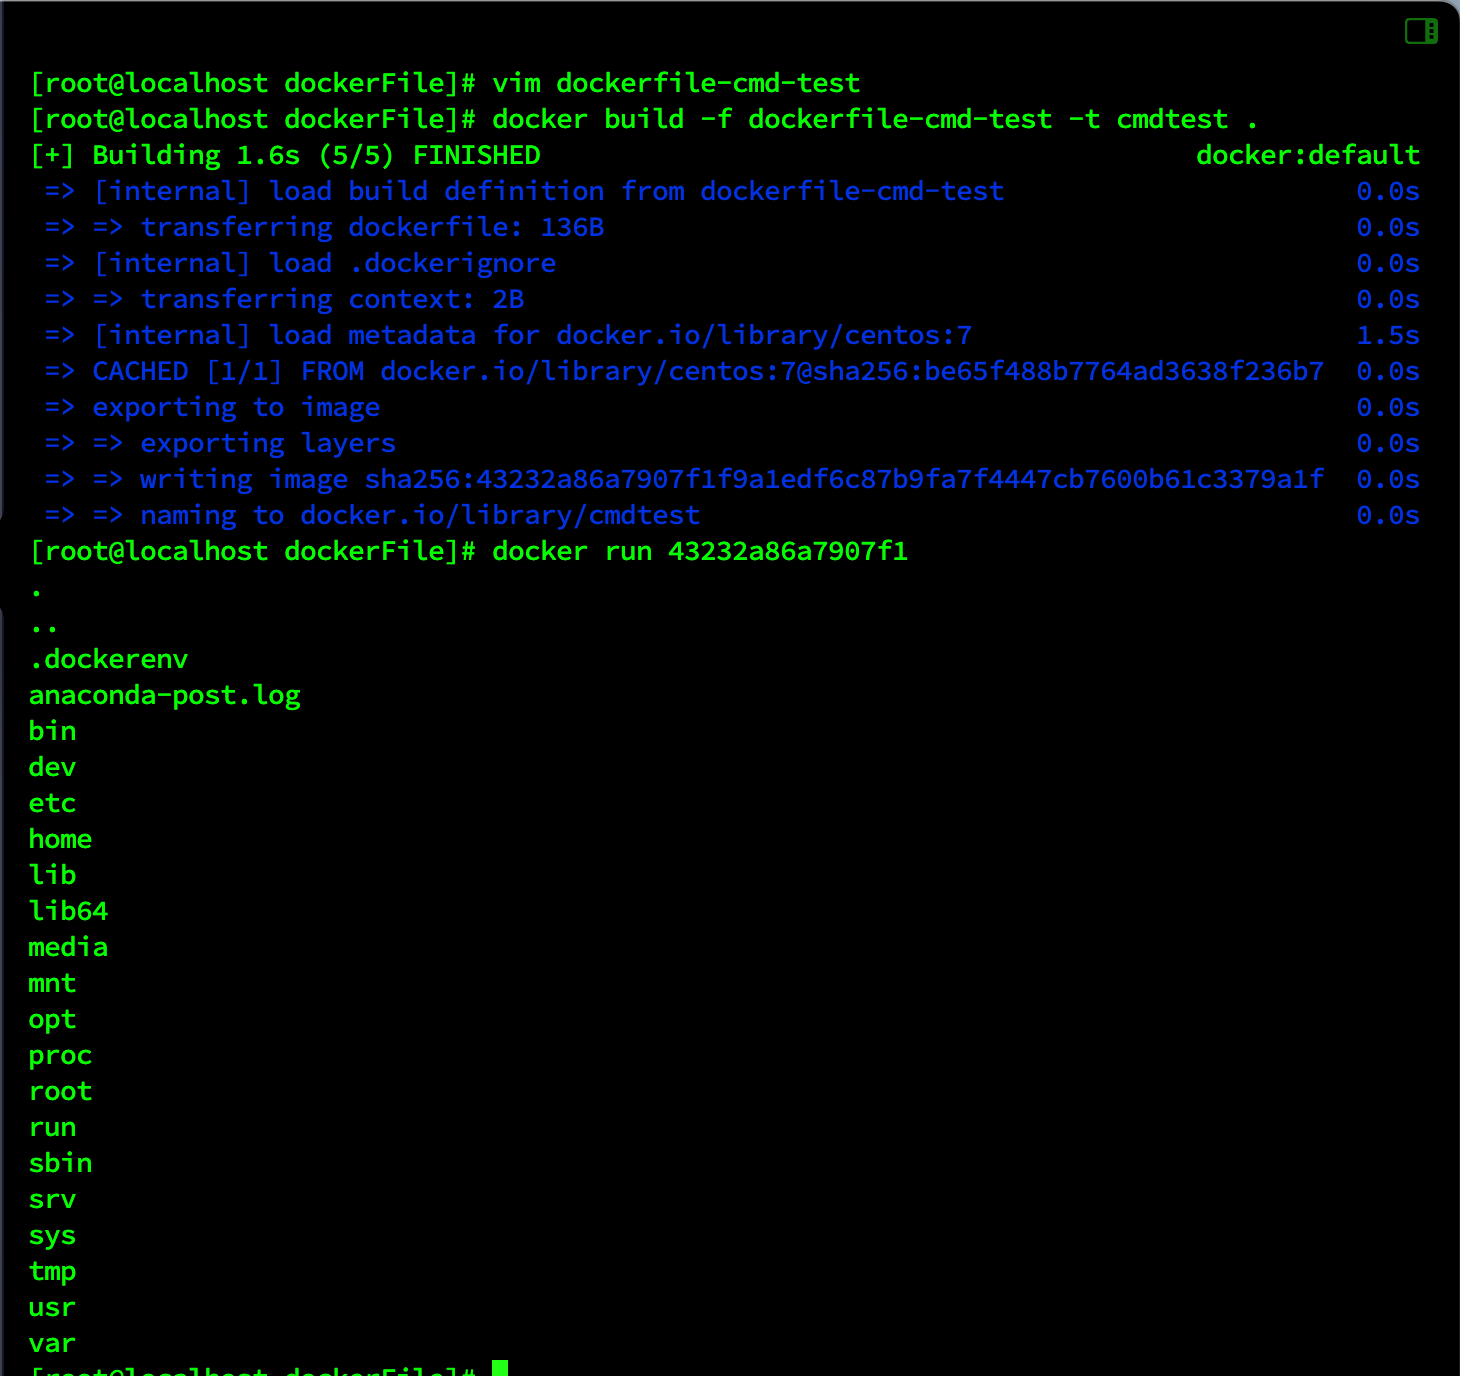 [root@localhost dockerFile]# vim dockerfile-cmd-test
[root@localhost dockerFile]# docker build -f dockerfile-cmd-test -t cmdtest .
[+] Building 1.6s (5/5) FINISHED docker:default
=> [internal] load build definition from dockerfile-cmd-test 0.0s
=> => transferring dockerfile: 136B 0.0s
=> [internal] load .dockerignore 0.0s
=> => transferring context: 2B 0.0s
=> [internal] load metadata for docker.io/library/centos:7 1.5s
=> CACHED [1/1] FROM docker.io/library/centos:7@sha256:be65f488b7764ad3638f236b7 0.0s
=> exporting to image 0.0s
=> => exporting layers 0.0s
=> => writing image sha256:43232a86a7907f1f9a1edf6c87b9fa7f4447cb7600b61c3379a1f 0.0s
=> => naming to docker.io/library/cmdtest 0.0s
[root@localhost dockerFile]# docker run 43232a86a7907f1
.
..
.dockerenv
anaconda-post.log
bin
dev
etc
home
lib
lib64
media
mnt
opt
proc
root
run
sbin
srv
sys
tmp
usr
var
[root@localhost dockerFile]#